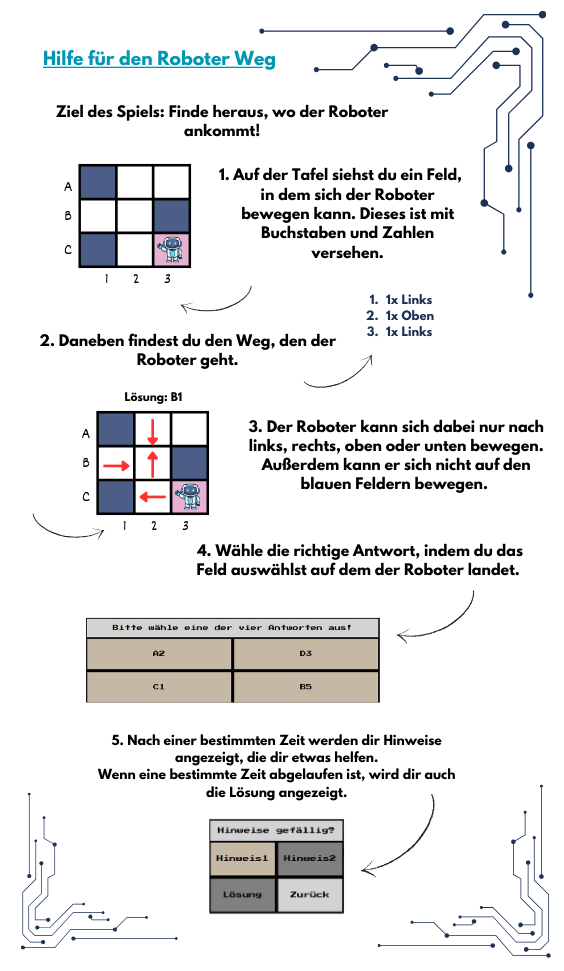 Hilfe für den Roboter Weg
Ziel des Spiels: Finde heraus, wo der Roboter
ankommt!
A
B
C
1 2 3
1. Auf der Tafel siehst du ein Feld,
in dem sich der Roboter
bewegen kann. Dieses ist mit
Buchstaben und Zahlen
versehen.
1. 1x Links
2. 1x Oben
3. 1x Links
2. Daneben findest du den Weg, den der
Roboter geht.
Lösung: B1
A
B
C
1 2 3
3. Der Roboter kann sich dabei nur nach
links, rechts, oben oder unten bewegen.
Außerdem kann er sich nicht auf den
blauen Feldern bewegen.
4. Wähle die richtige Antwort, indem du das
Feld auswählst auf dem der Roboter landet.
Bitte wähle eine der vier Antworten aus!
A2 D3
C1 B5
5. Nach einer bestimmten Zeit werden dir Hinweise
angezeigt, die dir etwas helfen.
Wenn eine bestimmte Zeit abgelaufen ist, wird dir auch
die Lösung angezeigt.
Hinweise gefällig?
Hinweis1 Hinweis2
Lösung Zurück